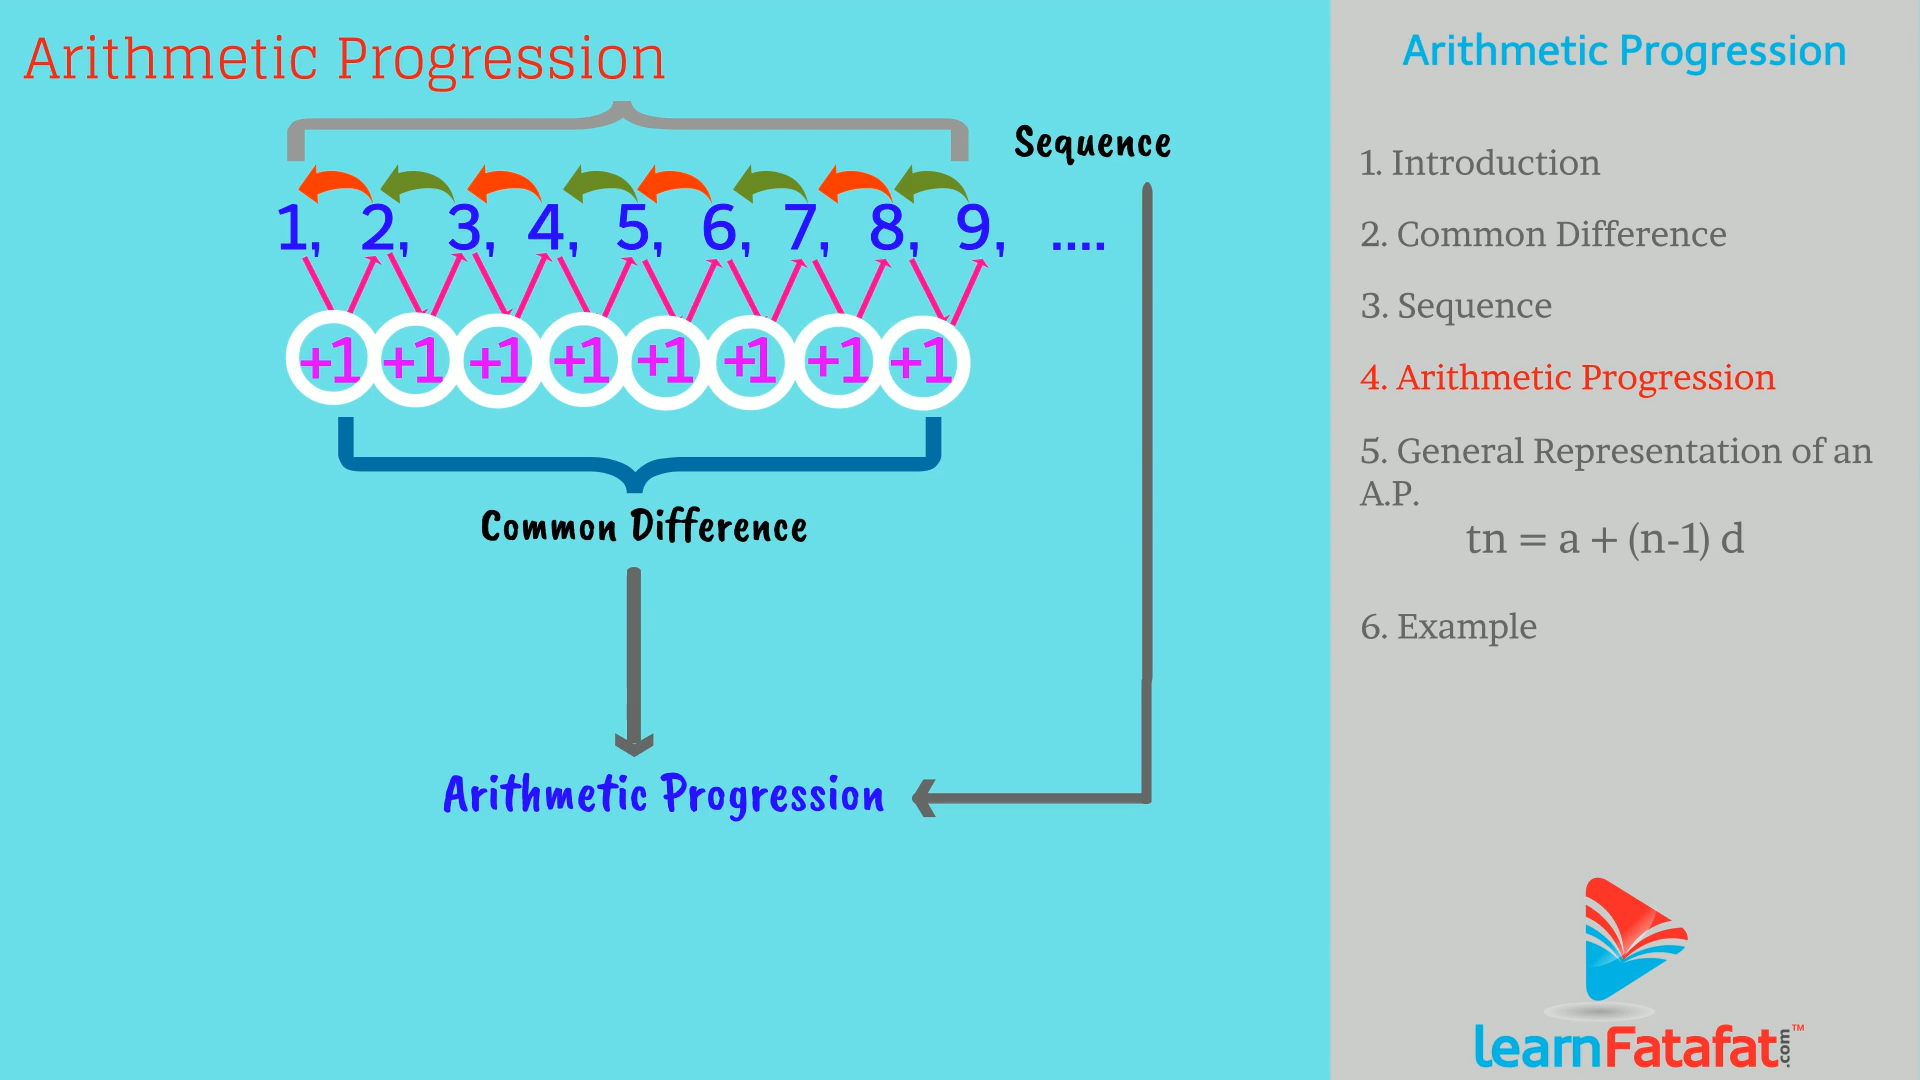 Arithmetic Progression
Sequence
1, 2, 3, 4, 5, 6, 7, 8, 9, ....
+1 +1 +1 +1 +1 +1 +1 +1
Common Difference
Arithmetic Progression
Arithmetic Progression
1. Introduction
2. Common Difference
3. Sequence
4. Arithmetic Progression
5. General Representation of an
A.P.
tn = a + (n-1) d
6. Example
learnFatafat.com™